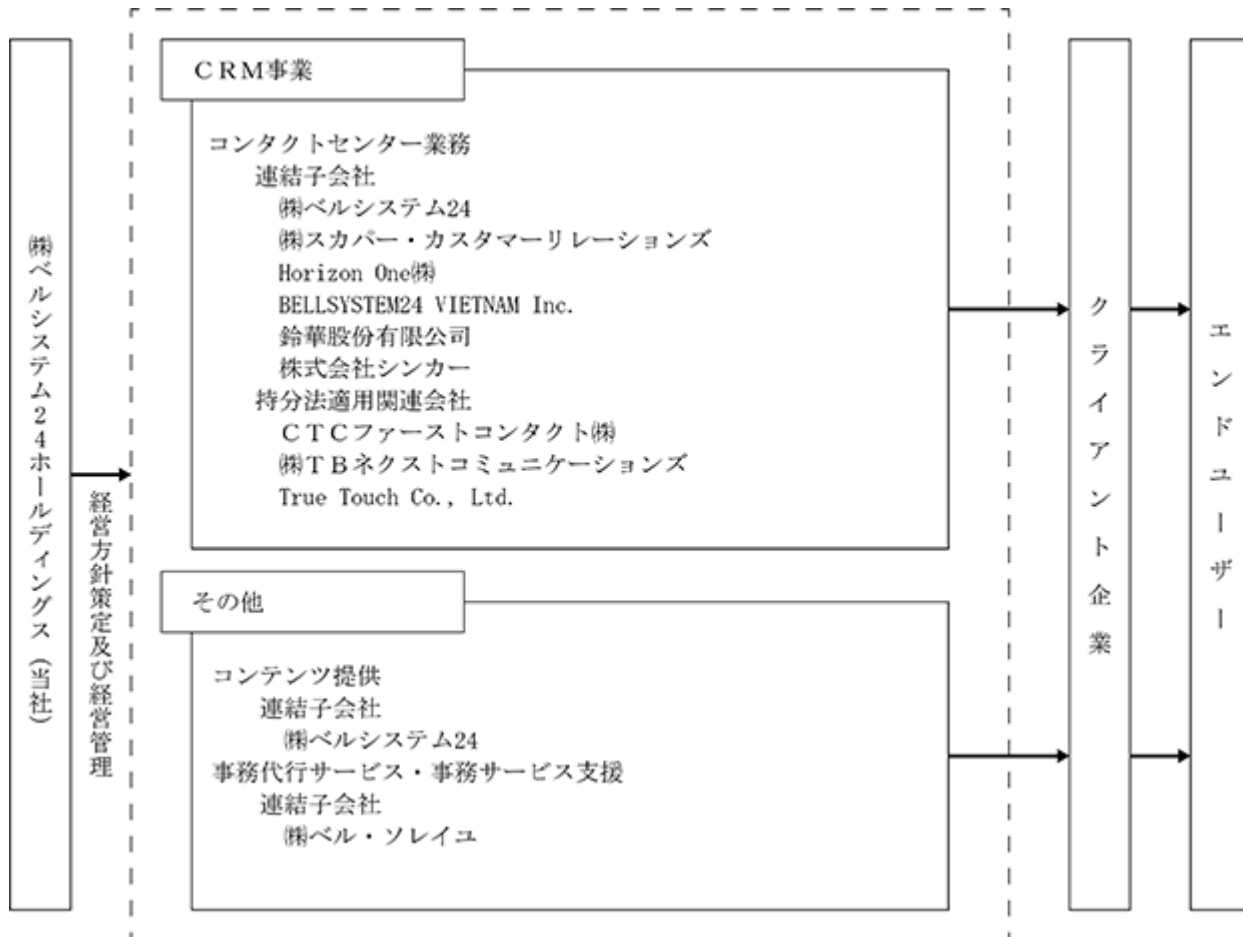 ㈱ベルシステム24ホールディングス(当社)
経営方針策定及び経営管理
ＣＲＭ事業
コンタクトセンター業務
連結子会社
㈱ベルシステム24
㈱スカパー・カスタマーリレーションズ
Horizon One㈱
BELLSYSTEM24 VIETNAM Inc.
鈴華股份有限公司
株式会社シンカー
持分法適用関連会社
ＣＴＣファーストコンタクト㈱
㈱ＴＢネクストコミュニケーションズ
True Touch Co., Ltd.
その他
コンテンツ提供
連結子会社
㈱ベルシステム24
事務代行サービス・事務サービス支援
連結子会社
㈱ベル・ソレイユ
クライアント企業
エンドユーザー